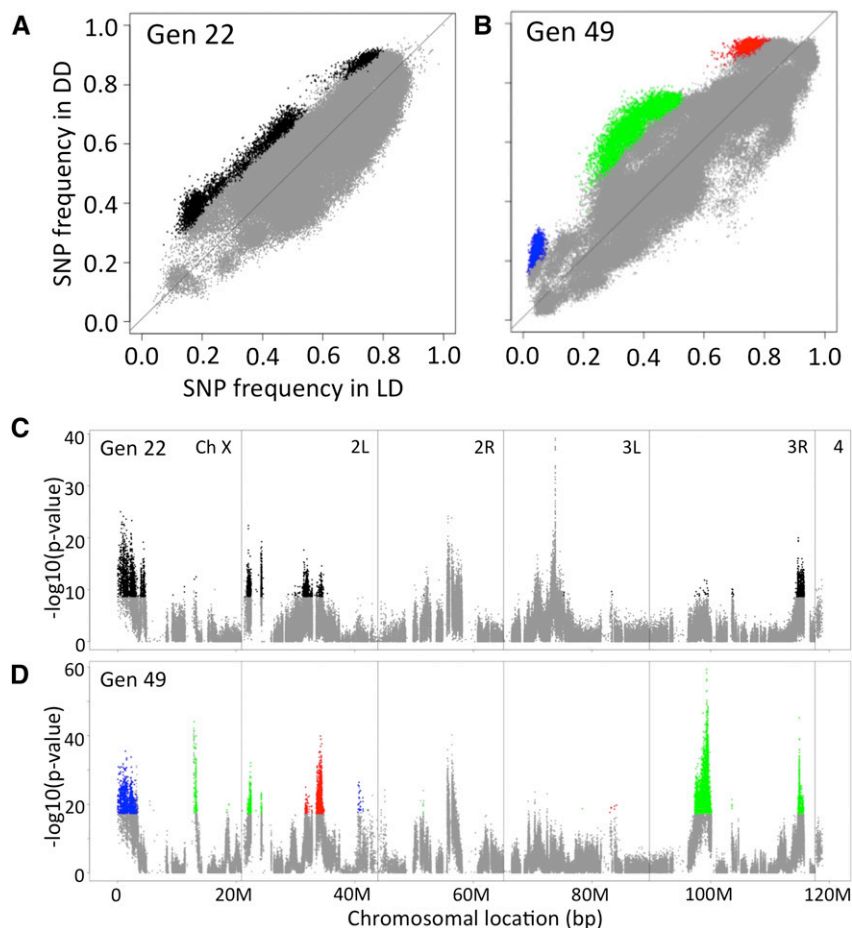 A
Gen 22
SNP frequency in DD
1.0
0.8
0.6
0.4
0.2
0.0
0.0 0.2 0.4 0.6 0.8 1.0
SNP frequency in LD
B
Gen 49
0.0 0.2 0.4 0.6 0.8 1.0
C
Gen 22 Ch X 2L 2R 3L 3R 4
-log10(p-value)
40
30
20
10
0
D
Gen 49
-log10(p-value)
60
40
20
0
0 20M 40M 60M 80M 100M 120M
Chromosomal location (bp)